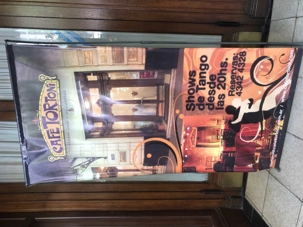 CAFE TORTONI
Shows
de Tango
desde
las 20hs.
Reservas:
4342 4328